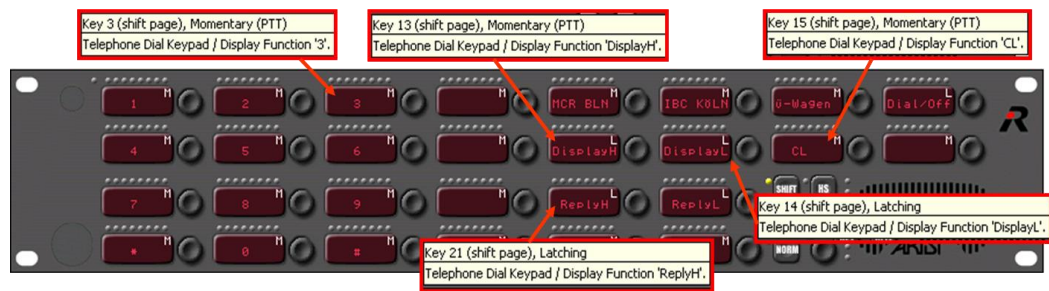 Key 3 (shift page), Momentary (PTT)
Telephone Dial Keypad / Display Function '3'.
Key 13 (shift page), Momentary (PTT)
Telephone Dial Keypad / Display Function 'DisplayH'.
Key 15 (shift page), Momentary (PTT)
Telephone Dial Keypad / Display Function 'CL'.
1 M 2 M 3 M M MCR BLN M IBC KÖLN M ü-Wagen M Dial/Off L
R
4 M 5 M 6 M M DisplayH L DisplayL L CL M M
7 M 8 M 9 M M ReplyH L ReplyL L SHIFT HS
Key 14 (shift page), Latching
Telephone Dial Keypad / Display Function 'DisplayL'.
* M 0 M # M NORM
Key 21 (shift page), Latching
Telephone Dial Keypad / Display Function 'ReplyH'.